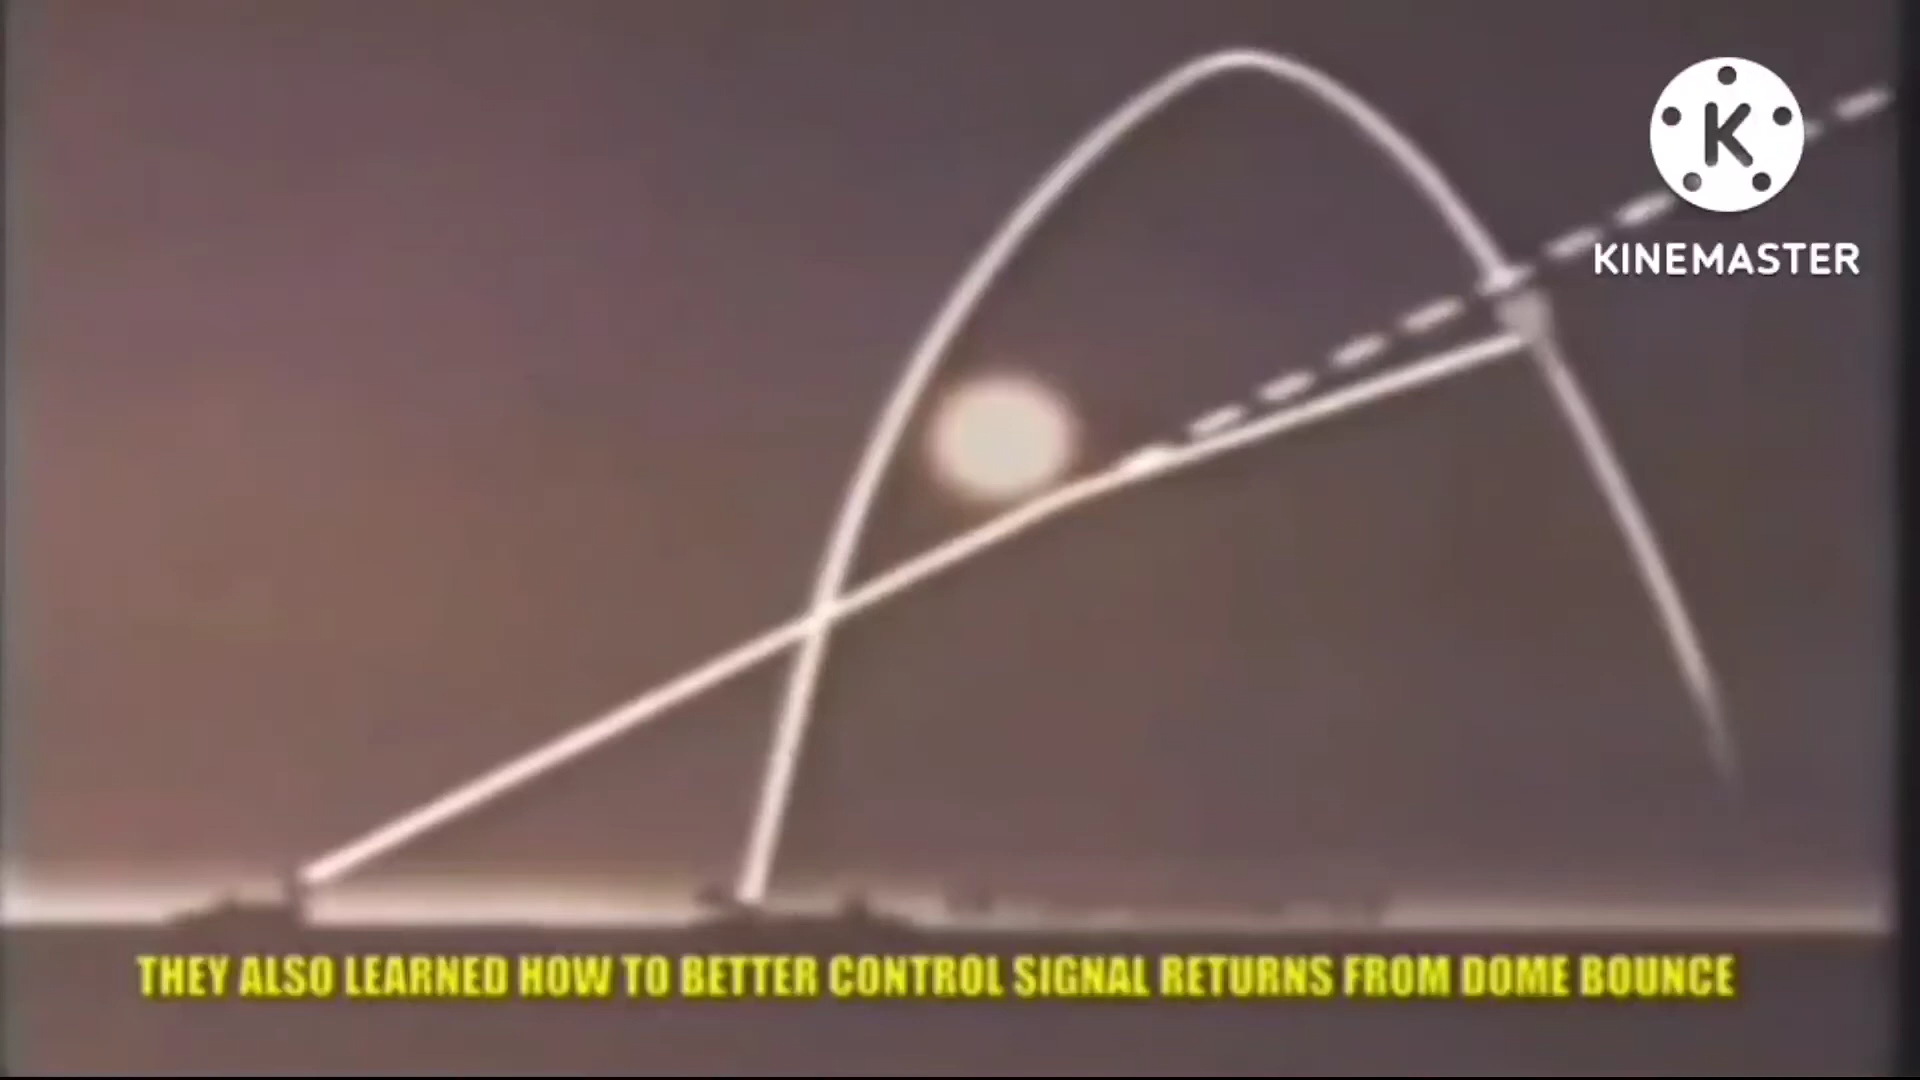 K
KINEMASTER
THEY ALSO LEARNED HOW TO BETTER CONTROL SIGNAL RETURNS FROM DOME BOUNCE